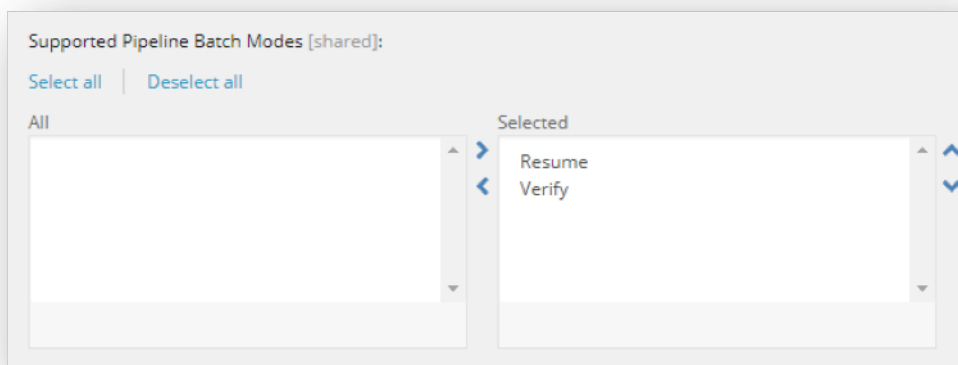 Supported Pipeline Batch Modes [shared]:
Select all
Deselect all
All
Selected
Resume
Verify